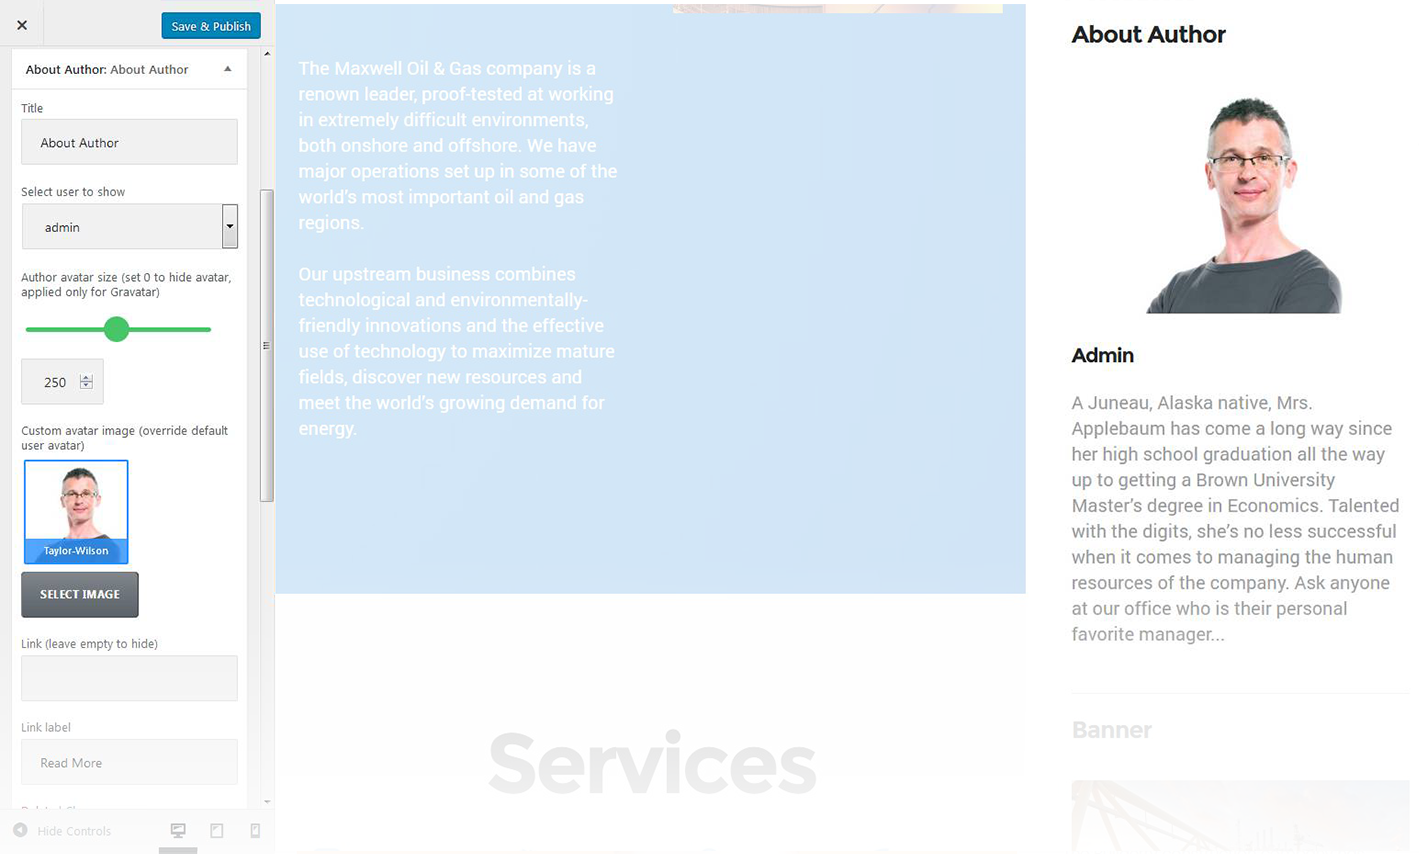 Save & Publish
About Author: About Author
Title
About Author
Select user to show
admin
Author avatar size (set 0 to hide avatar,
applied only for Gravatar)
250
Custom avatar image (override default
user avatar)
Taylor-Wilson
SELECT IMAGE
Link (leave empty to hide)
Link label
Read More
Hide Controls
The Maxwell Oil & Gas company is a
renown leader, proof-tested at working
in extremely difficult environments,
both onshore and offshore. We have
major operations set up in some of the
world's most important oil and gas
regions.
Our upstream business combines
technological and environmentally-
friendly innovations and the effective
use of technology to maximize mature
fields, discover new resources and
meet the world's growing demand for
energy.
Services
About Author
Admin
A Juneau, Alaska native, Mrs.
Applebaum has come a long way since
her high school graduation all the way
up to getting a Brown University
Master's degree in Economics. Talented
with the digits, she's no less successful
when it comes to managing the human
resources of the company. Ask anyone
at our office who is their personal
favorite manager...
Banner